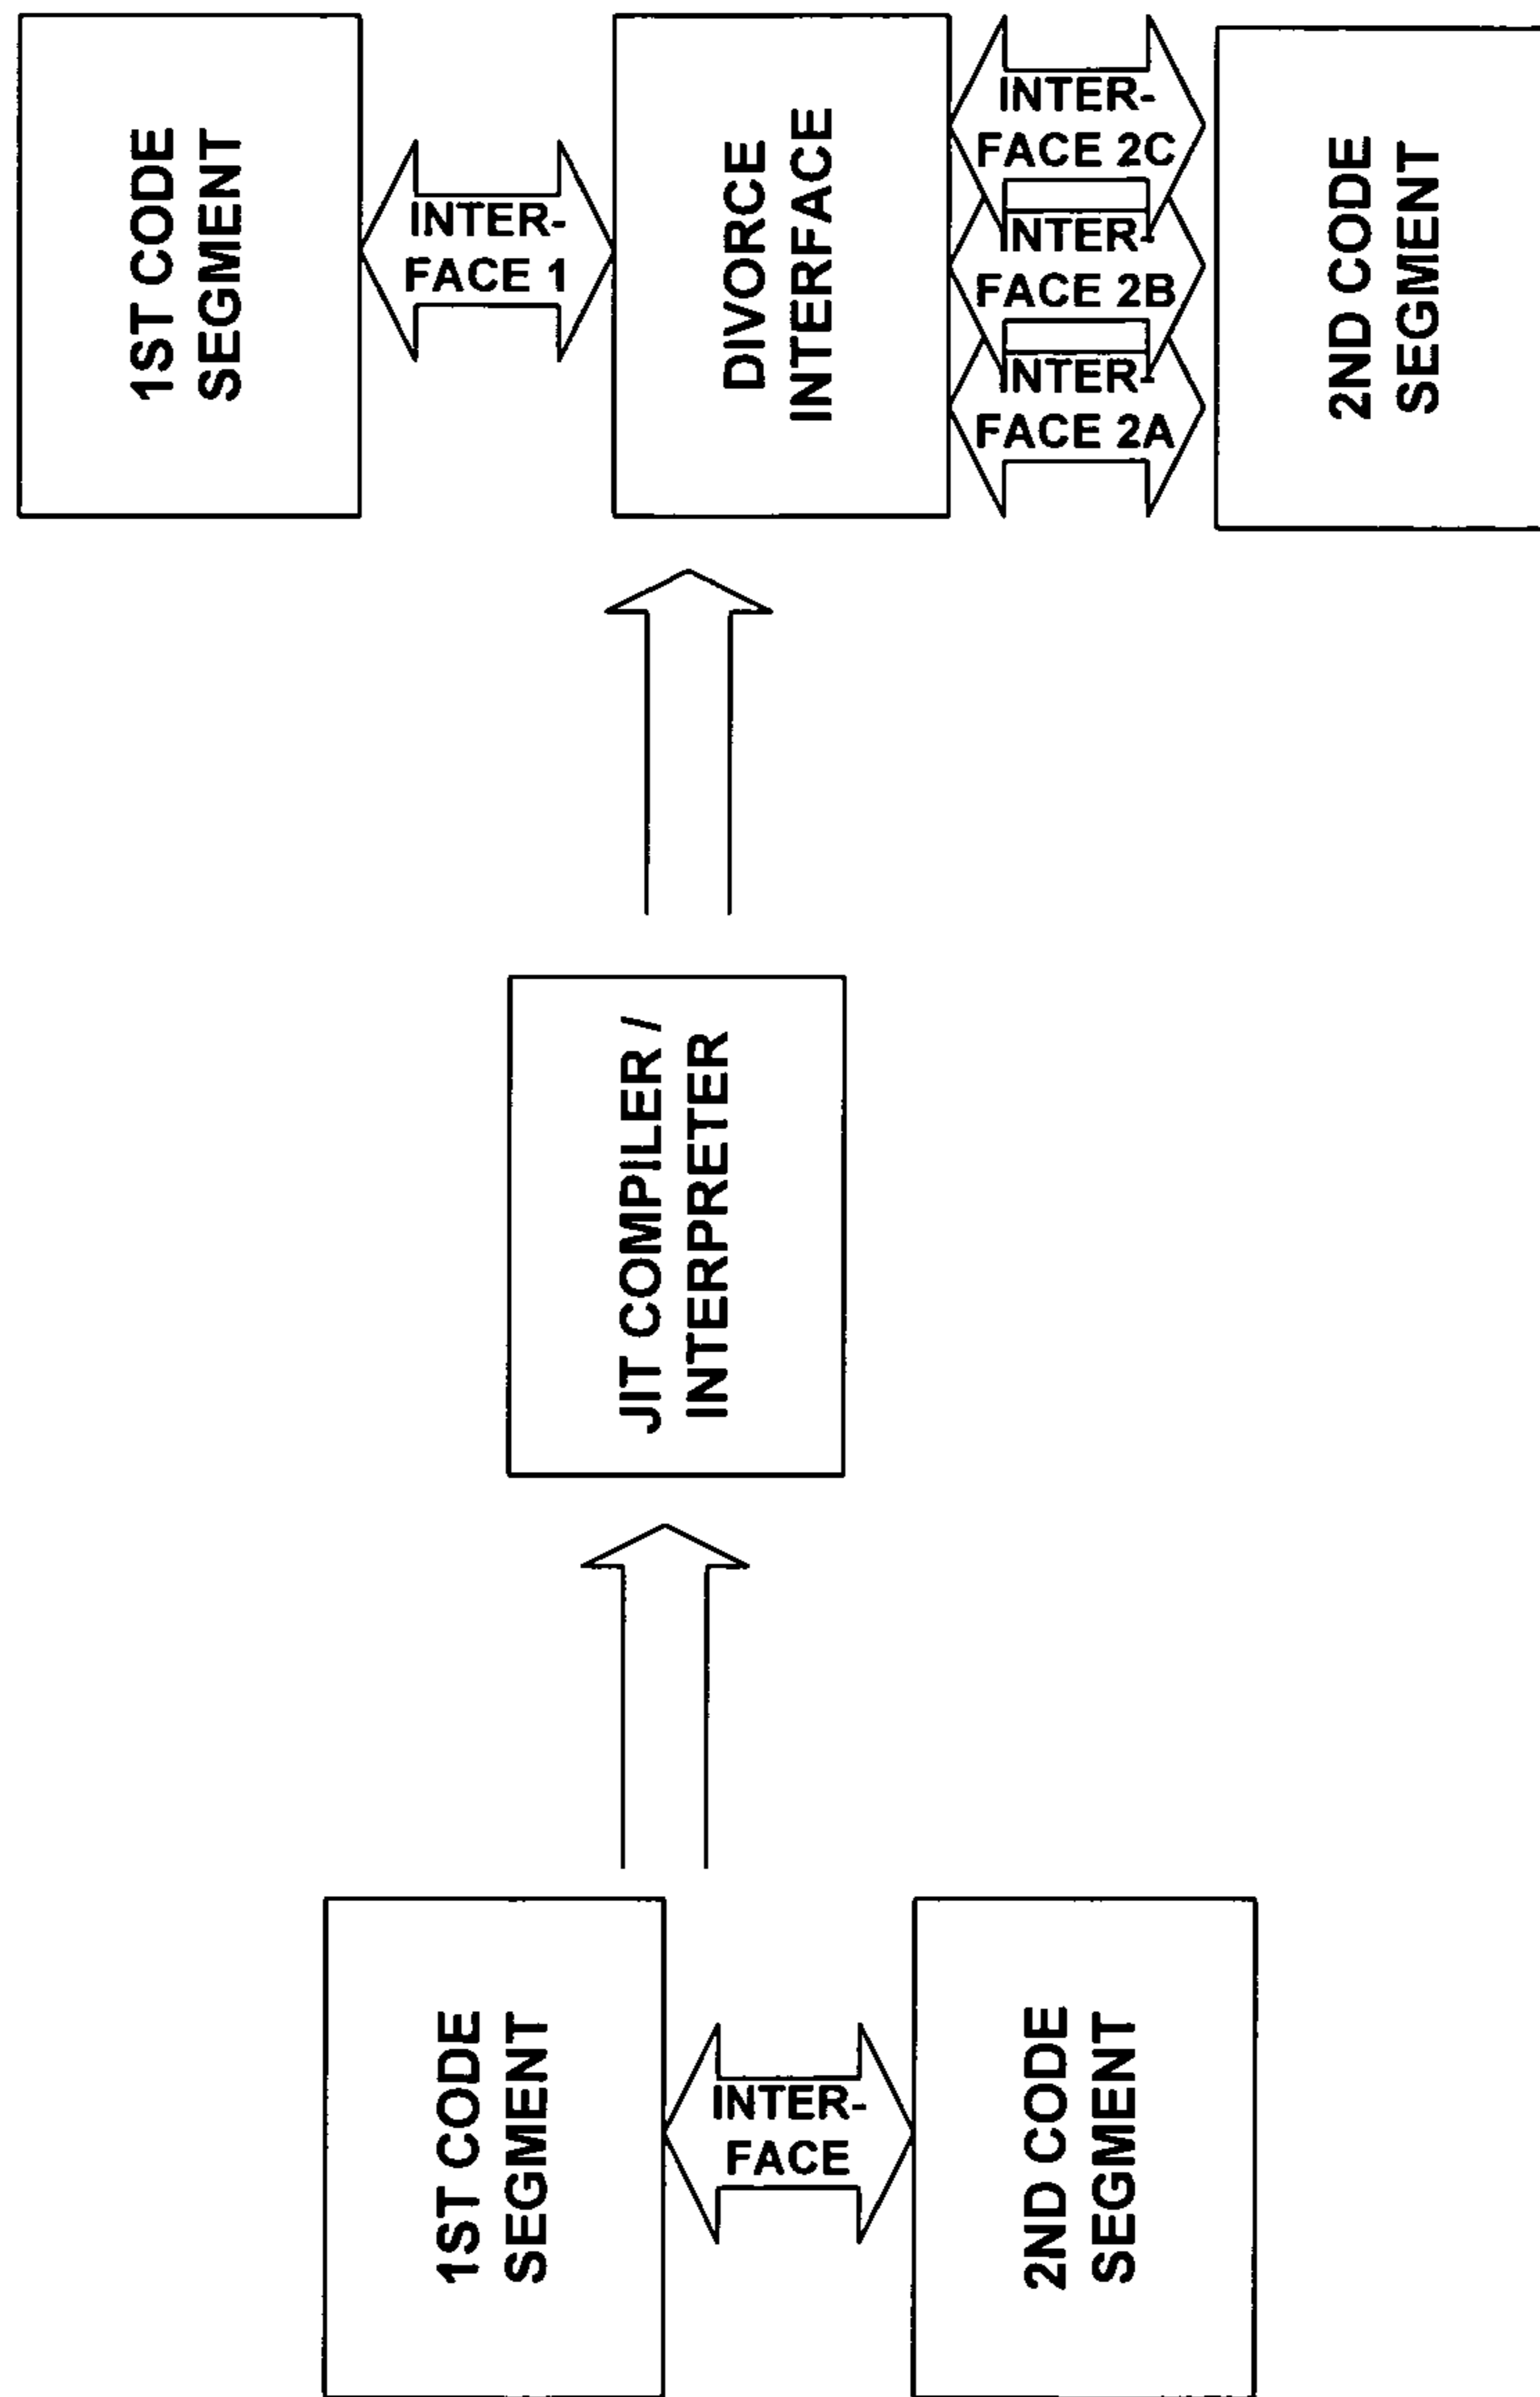 1ST CODE
SEGMENT
INTER-
FACE
2ND CODE
SEGMENT
JIT COMPILER /
INTERPRETER
1ST CODE
SEGMENT
INTER-
FACE 1
DIVORCE
INTERFACE
INTER-
FACE 2C
INTER-
FACE 2B
INTER-
FACE 2A
2ND CODE
SEGMENT